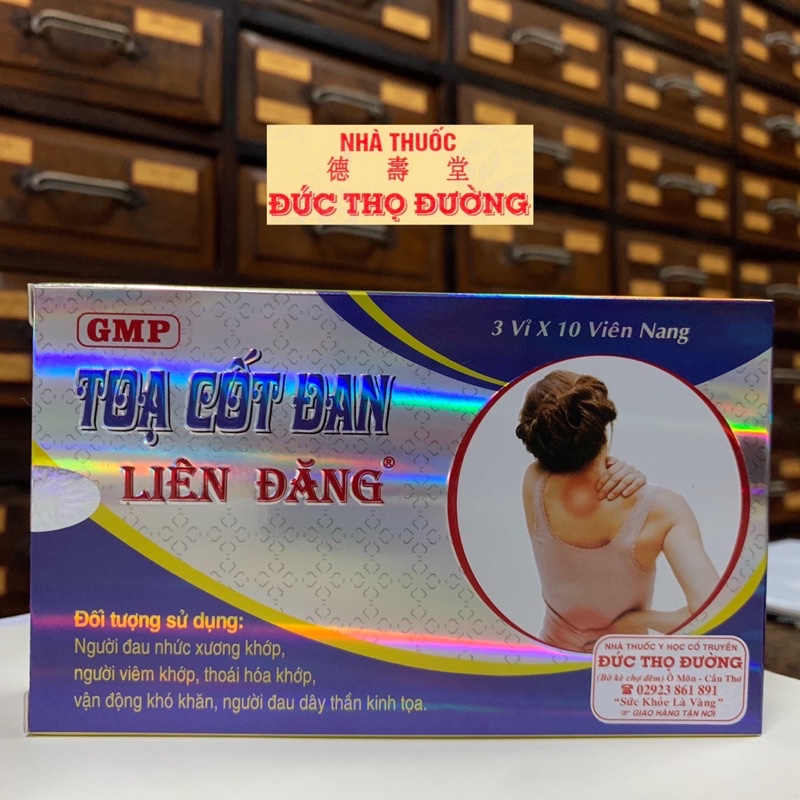 NHÀ THUỐC
德壽堂
ĐỨC THỌ ĐƯỜNG
GMP
3 Vỉ X 10 Viên Nang
TOẠ CỐT ĐAN
LIÊN ĐĂNG®
Đối tượng sử dụng:
Người đau nhức xương khớp,
người viêm khớp, thoái hóa khớp,
vận động khó khăn, người đau dây thần kinh tọa.
NHÀ THUỐC Y HỌC CỔ TRUYỀN
ĐỨC THỌ ĐƯỜNG
(Bờ kè chợ đêm) Ô Môn - Cần Thơ
☎ 02923 861 891
“Sức Khỏe Là Vàng”
☞ GIAO HÀNG TẬN NƠI